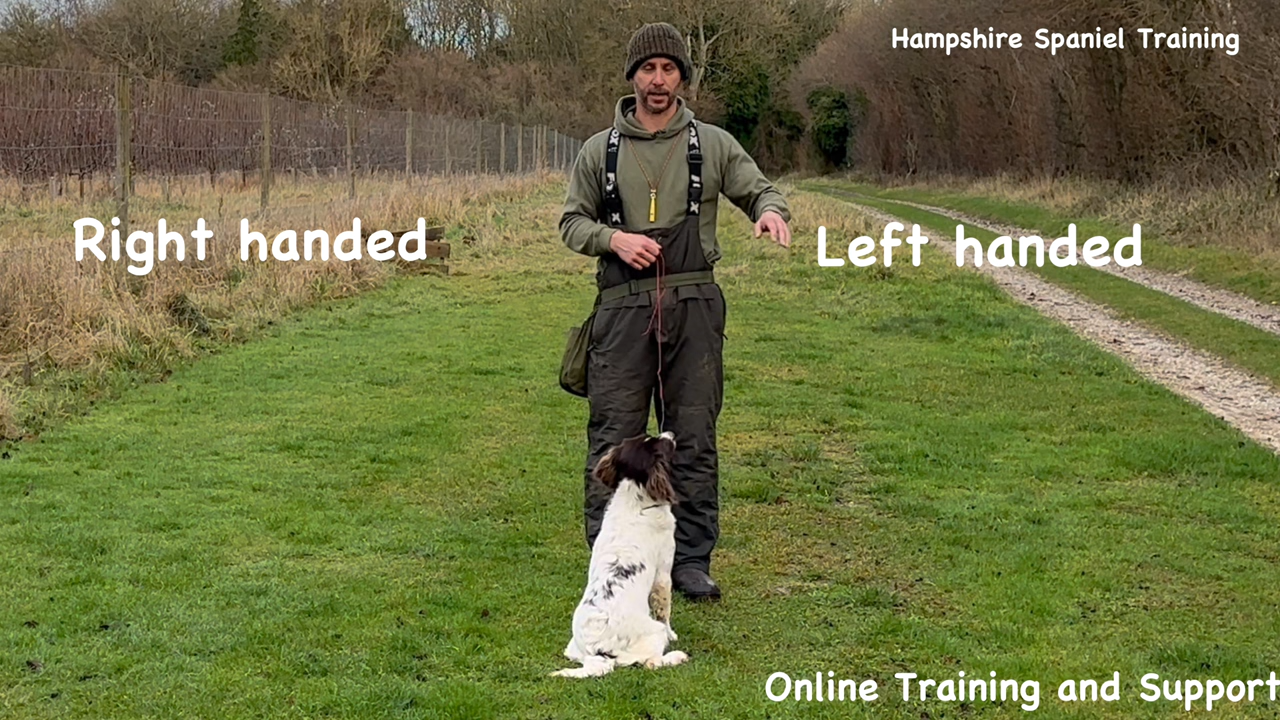 Hampshire Spaniel Training
Right handed
Left handed
Online Training and Support